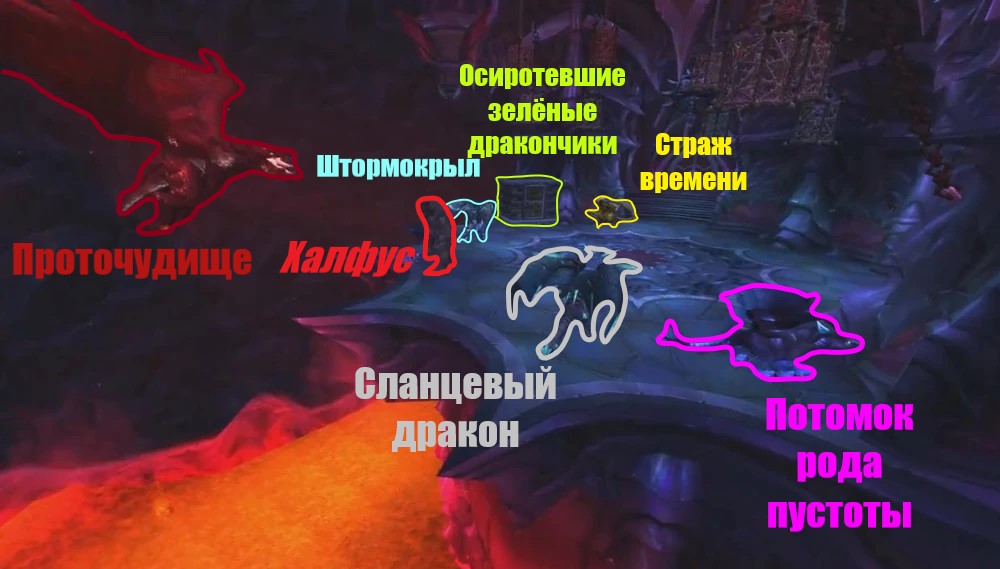 Осиротевшие
зелёные
дракончики
Страж
времени
Штормокрыл
Проточудище
Халфус
Сланцевый
дракон
Потомок
рода
пустоты